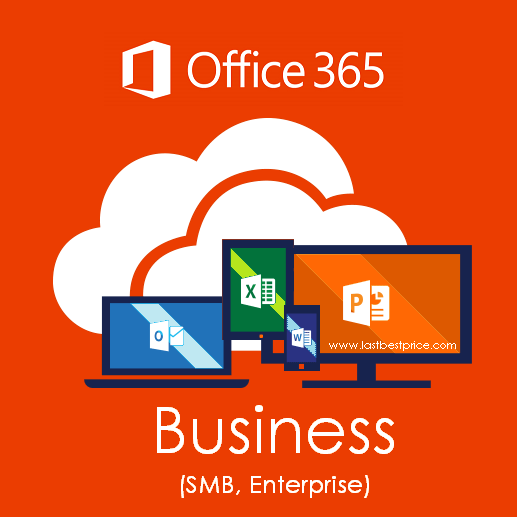 Office 365
X
P
O
W
www.lastbestprice.com
Business
(SMB, Enterprise)